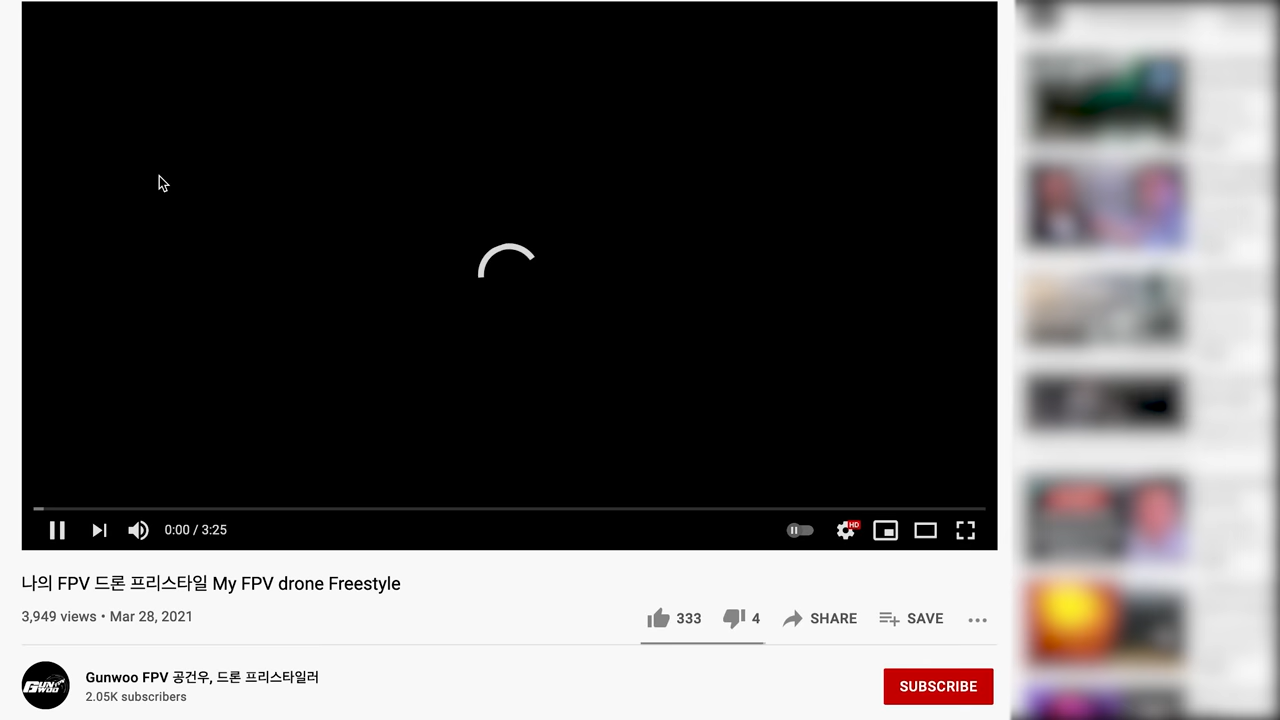 0:00 / 3:25
HD
나의 FPV 드론 프리스타일 My FPV drone Freestyle
3,949 views • Mar 28, 2021
333
4
SHARE
SAVE
GUN WOO
Gunwoo FPV 공건우, 드론 프리스타일러
2.05K subscribers
SUBSCRIBE